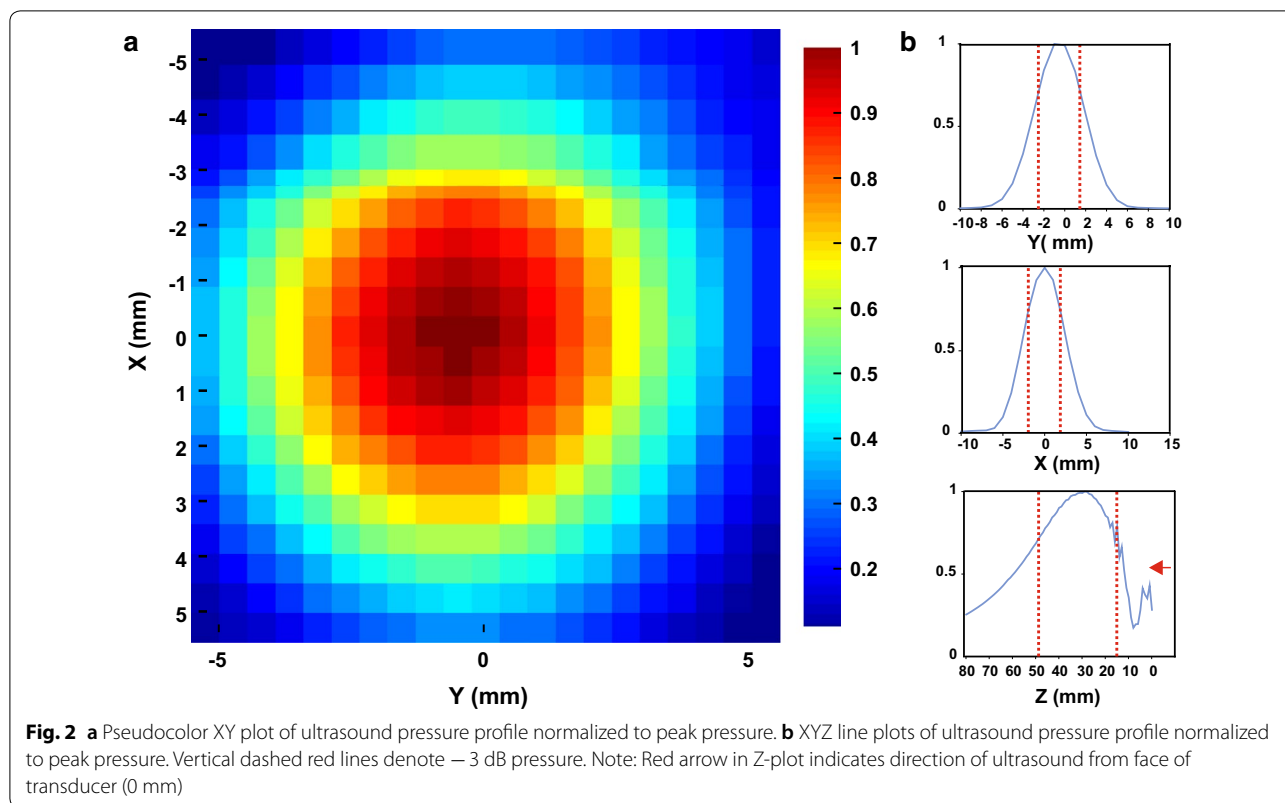 a
-5
-4
-3
-2
-1
0
1
2
3
4
5
X (mm)
-5 0 5
Y (mm)
1
0.9
0.8
0.7
0.6
0.5
0.4
0.3
0.2
b
1
0.5
0
-10 -8 -6 -4 -2 0 2 4 6 8 10
Y( mm)
1
0.5
0
-10 -5 0 5 10 15
X (mm)
1
0.5
0
80 70 60 50 40 30 20 10 0
Z (mm)
Fig. 2 a Pseudocolor XY plot of ultrasound pressure profile normalized to peak pressure. b XYZ line plots of ultrasound pressure profile normalized
to peak pressure. Vertical dashed red lines denote − 3 dB pressure. Note: Red arrow in Z-plot indicates direction of ultrasound from face of
transducer (0 mm)